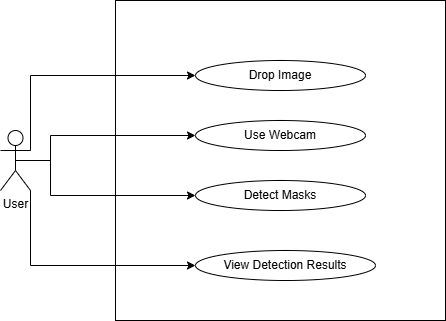 Drop Image
Use Webcam
Detect Masks
User
View Detection Results